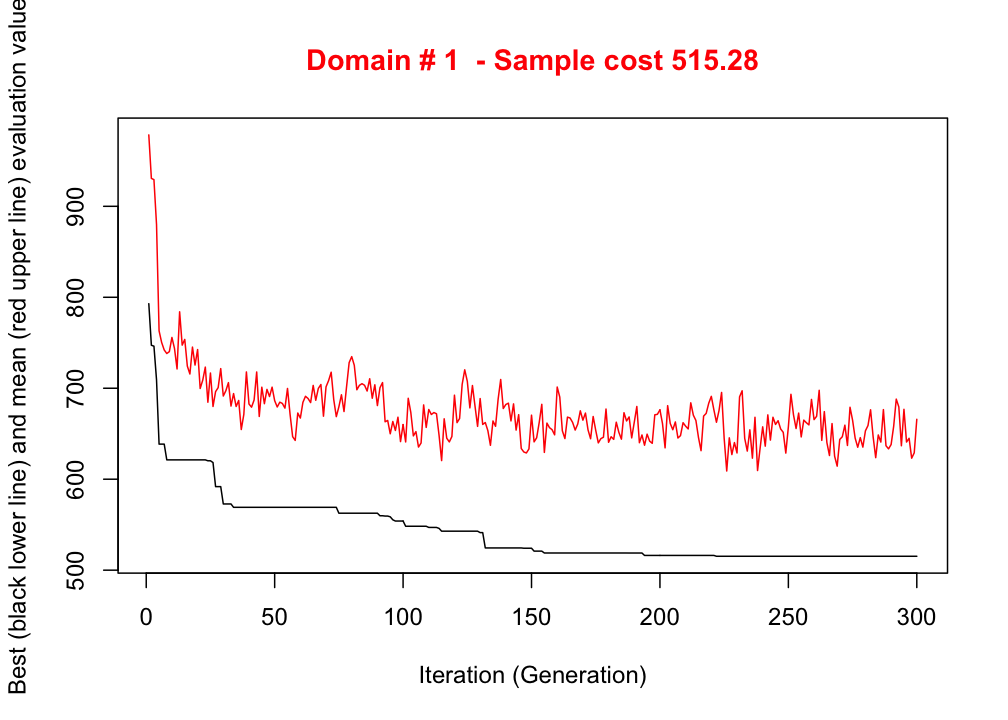 Domain # 1  - Sample cost 515.28
Best (black lower line) and mean (red upper line) evaluation value
900
800
700
600
500
0 50 100 150 200 250 300
Iteration (Generation)